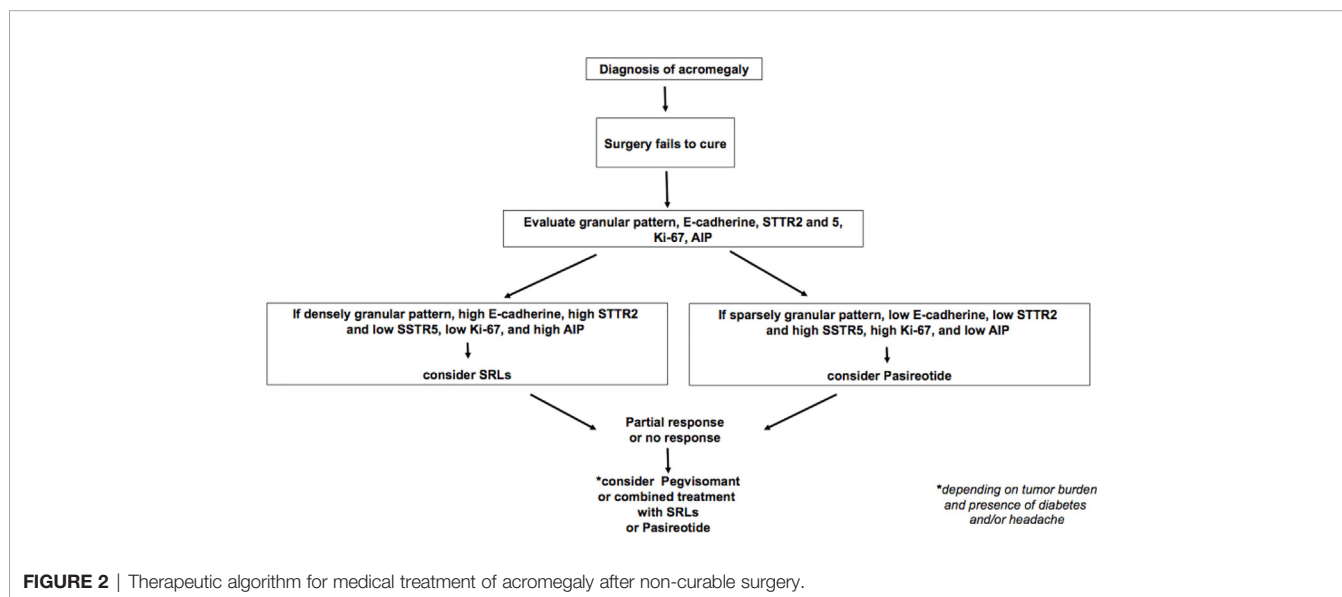 Diagnosis of acromegaly
Surgery fails to cure
Evaluate granular pattern, E-cadherine, STTR2 and 5,
Ki-67, AIP
If densely granular pattern, high E-cadherine, high STTR2
and low SSTR5, low Ki-67, and high AIP
consider SRLs
If sparsely granular pattern, low E-cadherine, low STTR2
and high SSTR5, high Ki-67, and low AIP
consider Pasireotide
Partial response
or no response
*consider Pegvisomant
or combined treatment
with SRLs
or Pasireotide
*depending on tumor burden
and presence of diabetes
and/or headache
FIGURE 2 | Therapeutic algorithm for medical treatment of acromegaly after non-curable surgery.